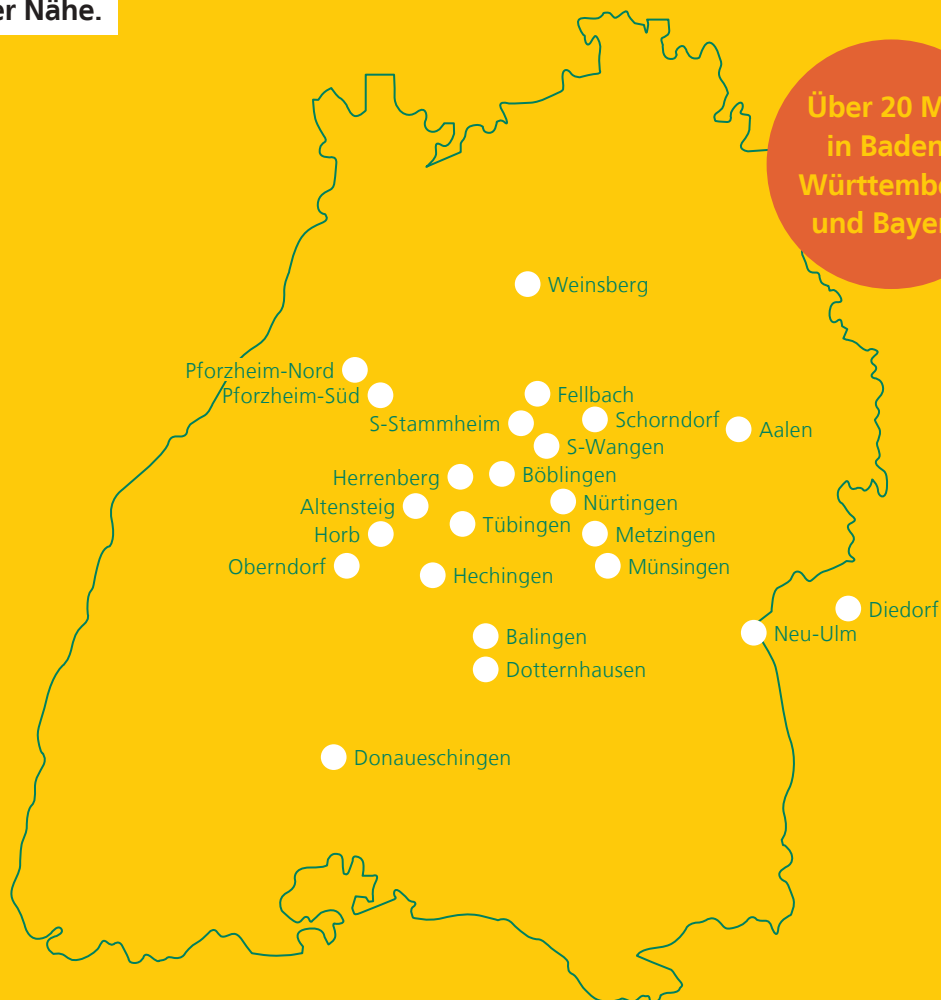 er Nähe.
Über 20 M
in Baden
Württembe
und Bayer
Weinsberg
Pforzheim-Nord
Pforzheim-Süd
Fellbach
S-Stammheim
Schorndorf
Aalen
S-Wangen
Herrenberg
Böblingen
Altensteig
Nürtingen
Horb
Tübingen
Metzingen
Oberndorf
Hechingen
Münsingen
Diedorf
Neu-Ulm
Balingen
Dotternhausen
Donaueschingen